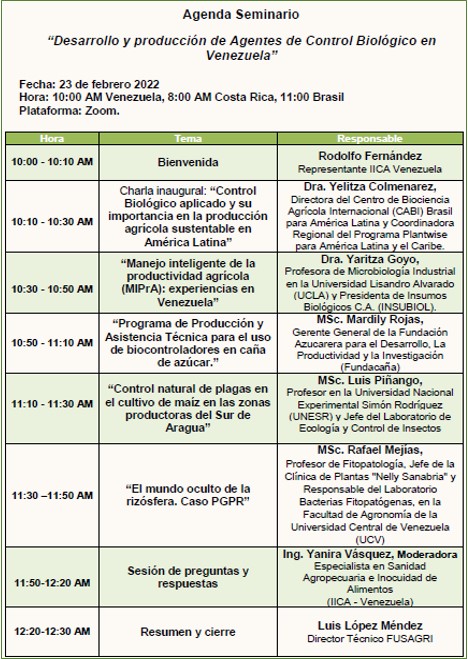 Agenda Seminario
“Desarrollo y producción de Agentes de Control Biológico en
Venezuela”
Fecha: 23 de febrero 2022
Hora: 10:00 AM Venezuela, 8:00 AM Costa Rica, 11:00 Brasil
Plataforma: Zoom.
Hora Tema Responsable
10:00 - 10:10 AM
Bienvenida
Rodolfo Fernández
Representante IICA Venezuela
10:10 - 10:30 AM
Charla inaugural: “Control
Biológico aplicado y su
importancia en la producción
agrícola sustentable en
América Latina”
Dra. Yelitza Colmenarez,
Directora del Centro de Biociencia
Agrícola Internacional (CABI) Brasil
para América Latina y Coordinadora
Regional del Programa Plantwise
para América Latina y el Caribe.
10:30 - 10:50 AM
“Manejo inteligente de la
productividad agrícola
(MIPrA): experiencias en
Venezuela”
Dra. Yaritza Goyo,
Profesora de Microbiología Industrial
en la Universidad Lisandro Alvarado
(UCLA) y Presidenta de Insumos
Biológicos C.A. (INSUBIOL).
10:50 - 11:10 AM
“Programa de Producción y
Asistencia Técnica para el uso
de biocontroladores en caña
de azúcar.”
MSc. Mardily Rojas,
Gerente General de la Fundación
Azucarera para el Desarrollo, La
Productividad y la Investigación
(Fundacaña)
11:10 - 11:30 AM
“Control natural de plagas en
el cultivo de maíz en las zonas
productoras del Sur de
Aragua”
MSc. Luis Piñango,
Profesor en la Universidad Nacional
Experimental Simón Rodríguez
(UNESR) y Jefe del Laboratorio de
Ecología y Control de Insectos
11:30 –11:50 AM
“El mundo oculto de la
rizósfera. Caso PGPR”
MSc. Rafael Mejías,
Profesor de Fitopatología, Jefe de la
Clínica de Plantas "Nelly Sanabria" y
Responsable del Laboratorio
Bacterias Fitopatógenas, en la
Facultad de Agronomía de la
Universidad Central de Venezuela
(UCV)
11:50-12:20 AM
Sesión de preguntas y
respuestas
Ing. Yanira Vásquez, Moderadora
Especialista en Sanidad
Agropecuaria e Inocuidad de
Alimentos
(IICA - Venezuela)
12:20-12:30 AM
Resumen y cierre
Luis López Méndez
Director Técnico FUSAGRI